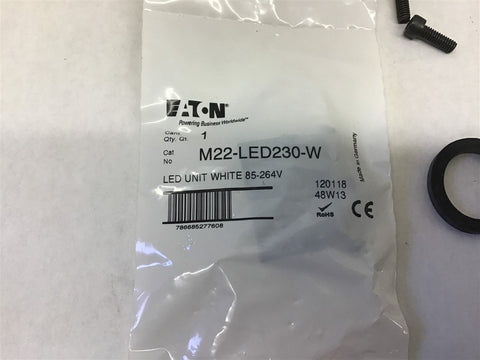 EATON
Powering Business Worldwide™
Qty. Qt. 1
Cat No M22-LED230-W
LED UNIT WHITE 85-264V
Made in Germany
120118
48W13
RoHS CE
786685277608